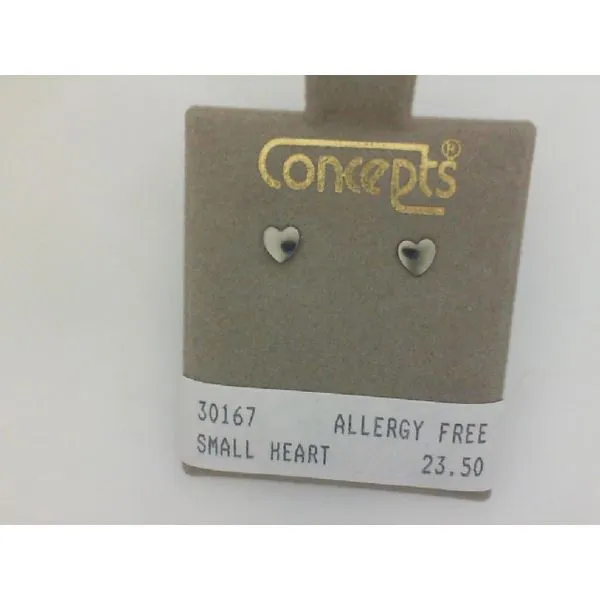 Concepts®
30167 ALLERGY FREE
SMALL HEART 23.50